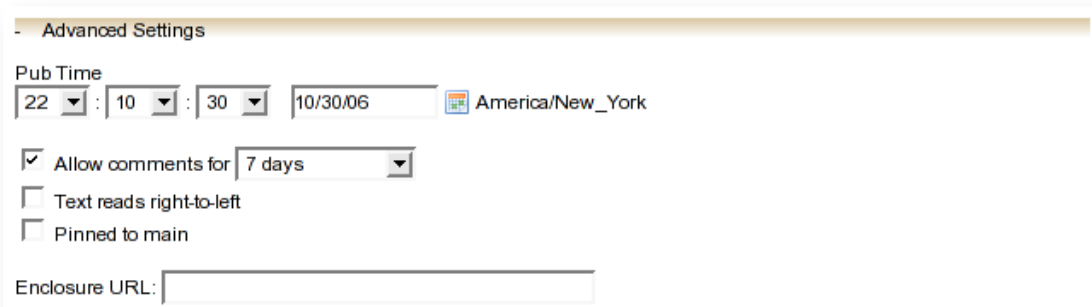 - Advanced Settings
Pub Time
22 : 10 : 30 10/30/06 America/New_York
Allow comments for 7 days
Text reads right-to-left
Pinned to main
Enclosure URL: